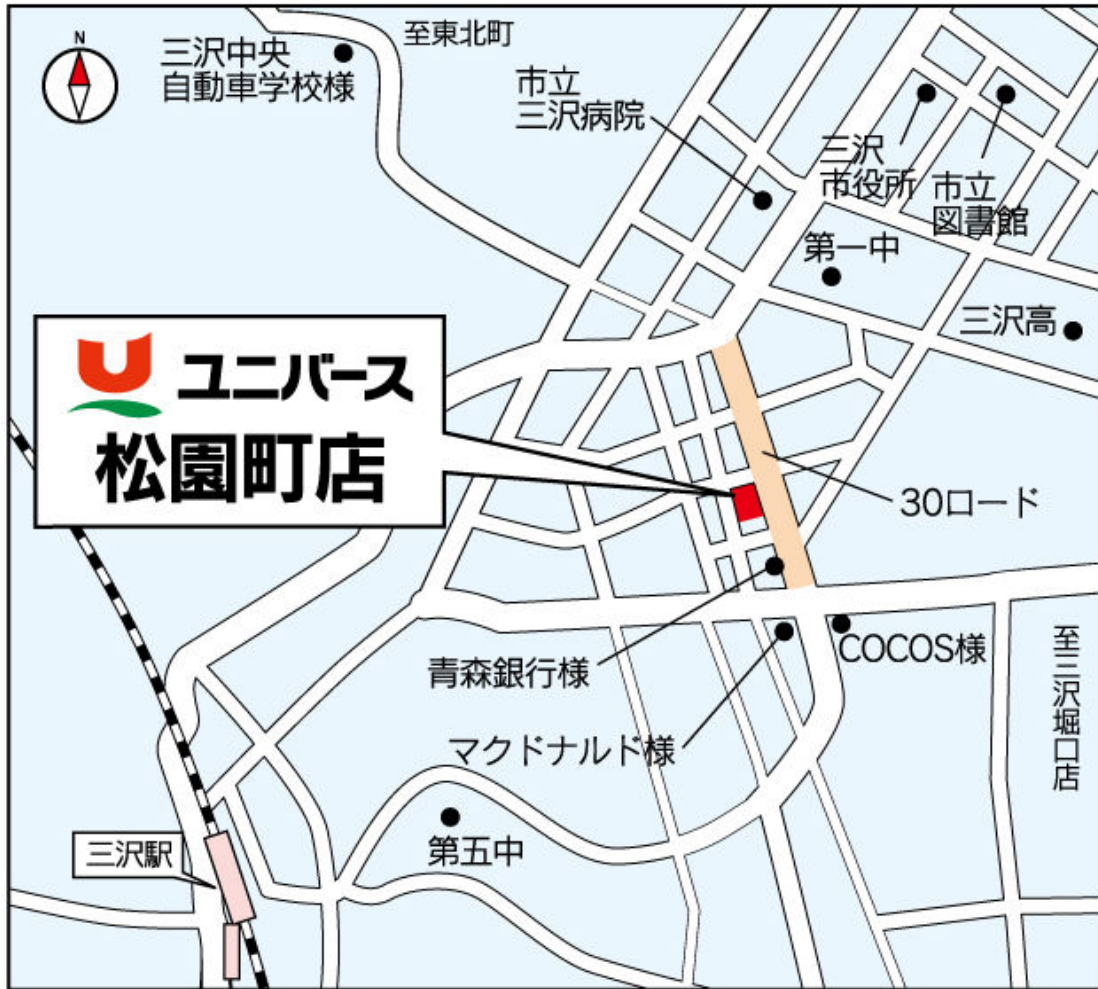 N
三沢中央
自動車学校様
至東北町
市立
三沢病院
三沢
市役所
市立
図書館
第一中
三沢高
U ユニバース
松園町店
30ロード
青森銀行様
COCOS様
至三沢堀口店
マクドナルド様
三沢駅
第五中